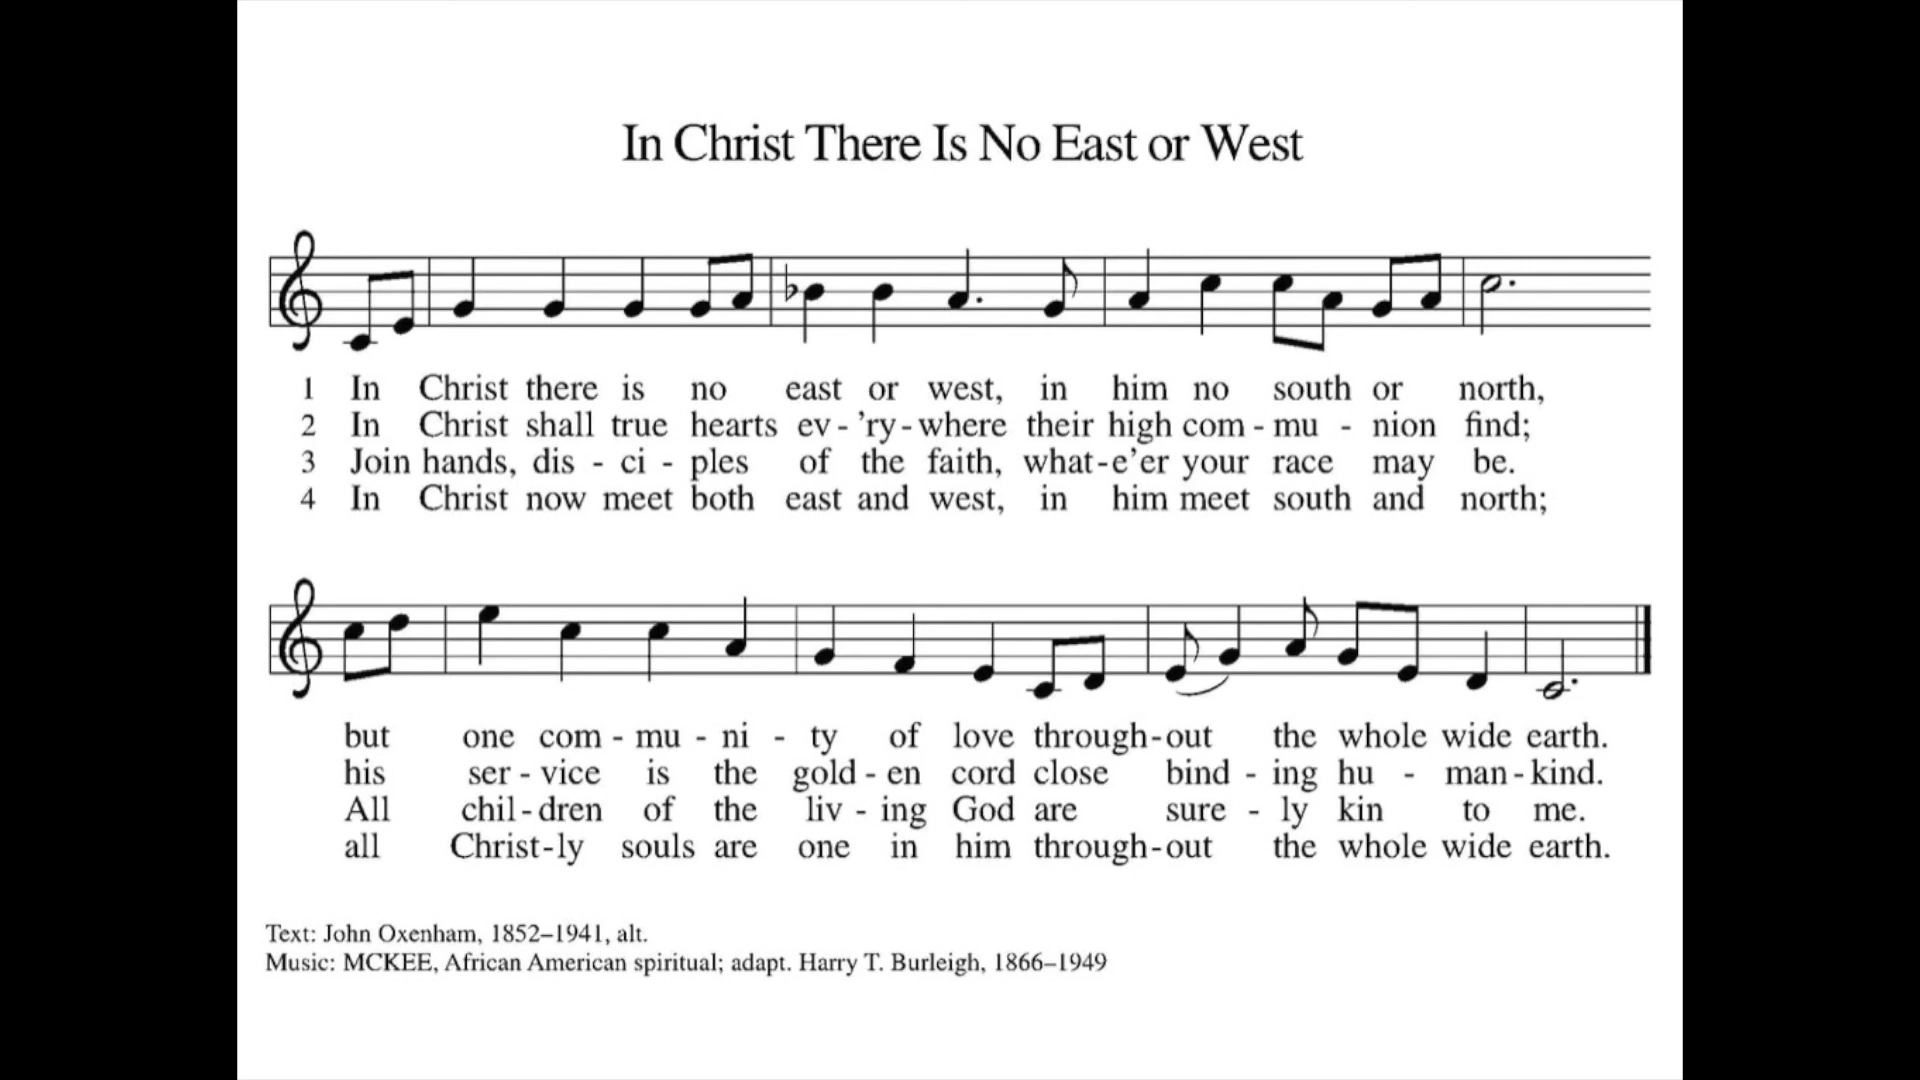 In Christ There Is No East or West
1 In Christ there is no east or west, in him no south or north,
2 In Christ shall true hearts ev - 'ry - where their high com - mu - nion find;
3 Join hands, dis - ci - ples of the faith, what - e'er your race may be.
4 In Christ now meet both east and west, in him meet south and north;
but one com - mu - ni - ty of love through - out the whole wide earth.
his ser - vice is the gold - en cord close bind - ing hu - man - kind.
All chil - dren of the liv - ing God are sure - ly kin to me.
all Christ - ly souls are one in him through - out the whole wide earth.
Text: John Oxenham, 1852–1941, alt.
Music: MCKEE, African American spiritual; adapt. Harry T. Burleigh, 1866–1949